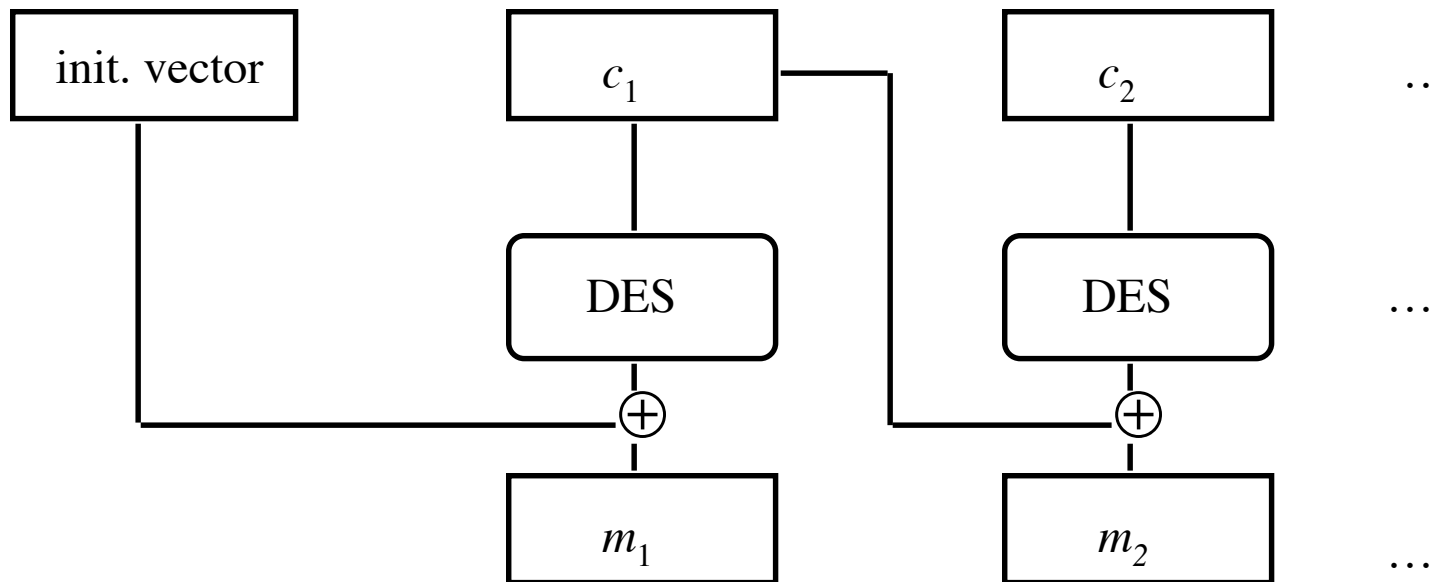 init. vector c₁ c₂ ..
DES DES …
m₁ m₂ …